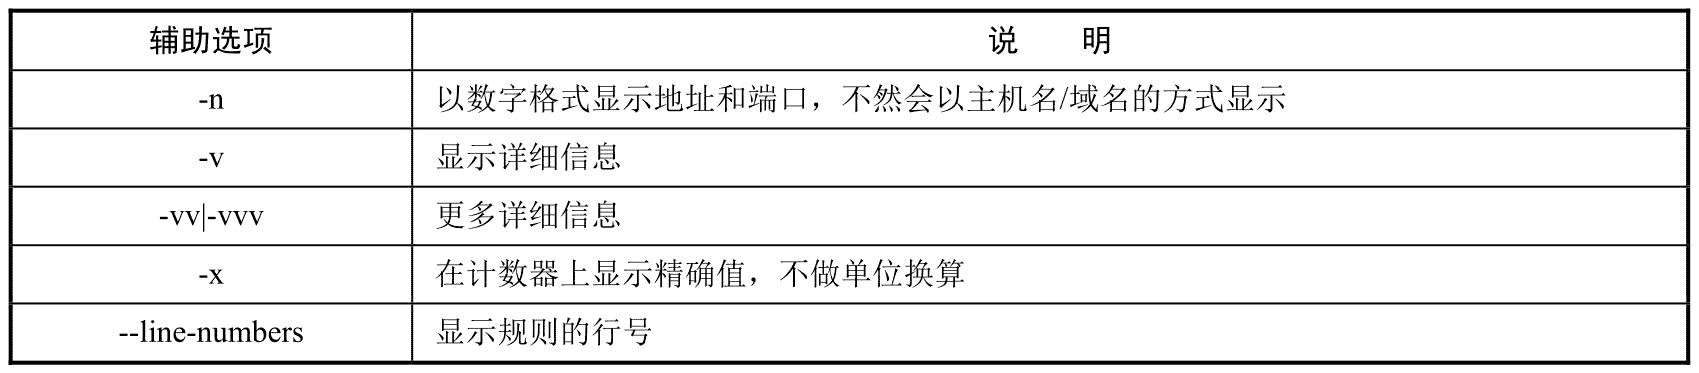 辅助选项 说 明
-n 以数字格式显示地址和端口，不然会以主机名/域名的方式显示
-v 显示详细信息
-vv|-vvv 更多详细信息
-x 在计数器上显示精确值，不做单位换算
--line-numbers 显示规则的行号